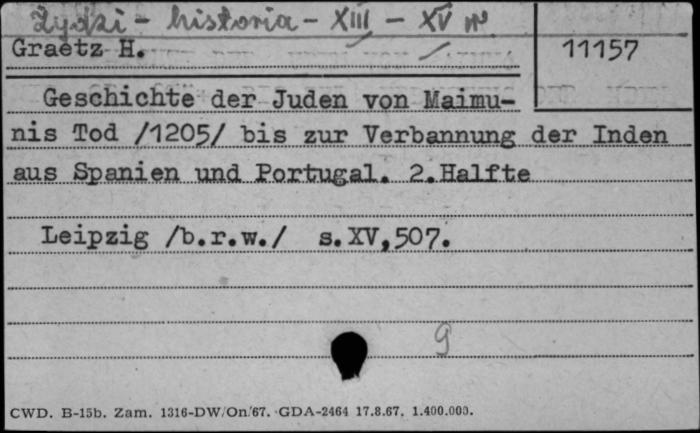 Żydzi - historia - XIII - XV w.
Graetz H.
11157
Geschichte der Juden von Maimu-
nis Tod /1205/ bis zur Verbannung der Inden
aus Spanien und Portugal. 2.Halfte
Leipzig /b.r.w./ s.XV,507.
9
CWD. B-15b. Zam. 1316-DW/On/67. GDA-2464 17.8.67. 1.400.000.